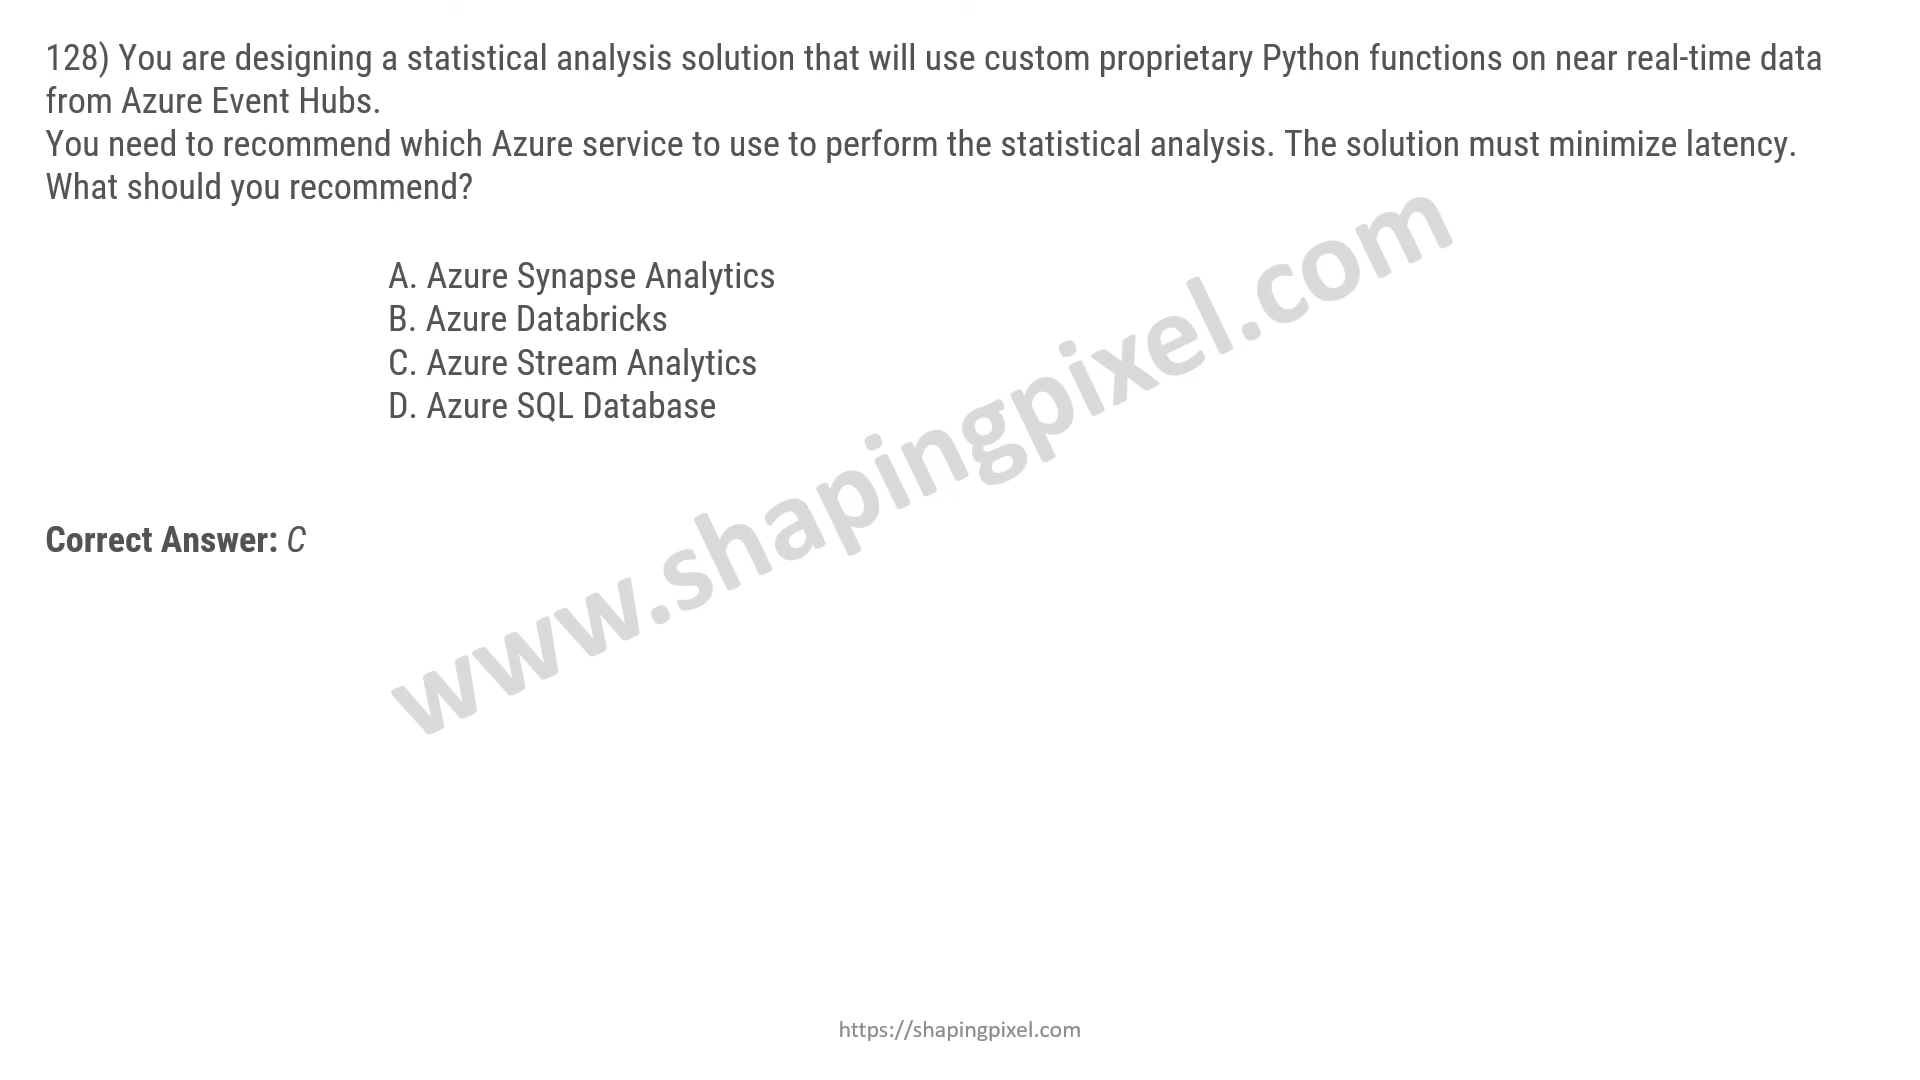 128) You are designing a statistical analysis solution that will use custom proprietary Python functions on near real-time data
from Azure Event Hubs.
You need to recommend which Azure service to use to perform the statistical analysis. The solution must minimize latency.
What should you recommend?
A. Azure Synapse Analytics
B. Azure Databricks
C. Azure Stream Analytics
D. Azure SQL Database
www.shapingpixel.com
Correct Answer: C
https://shapingpixel.com